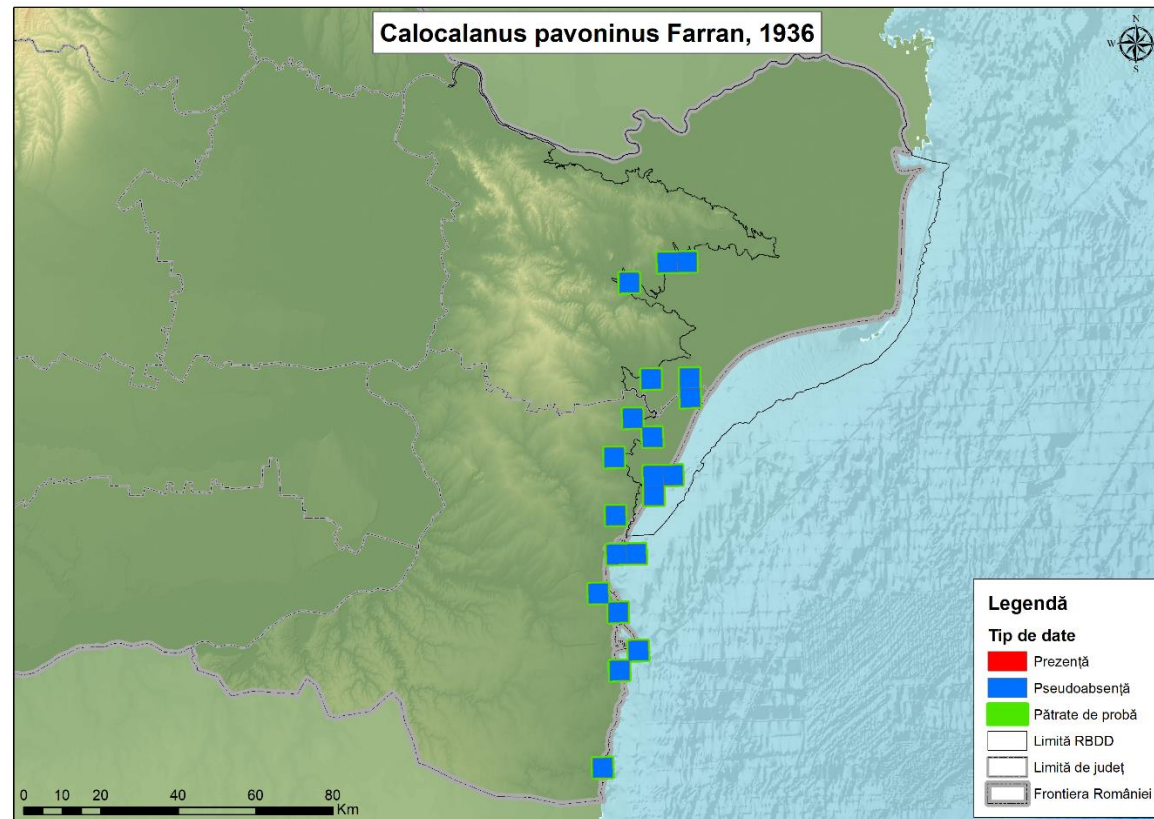 Calocalanus pavoninus Farran, 1936
N
W E
S
Legendă
Tip de date
Prezență
Pseudoabsență
Pătrate de probă
Limită RBDD
Limită de județ
Frontiera României
0 10 20 40 60 80
Km